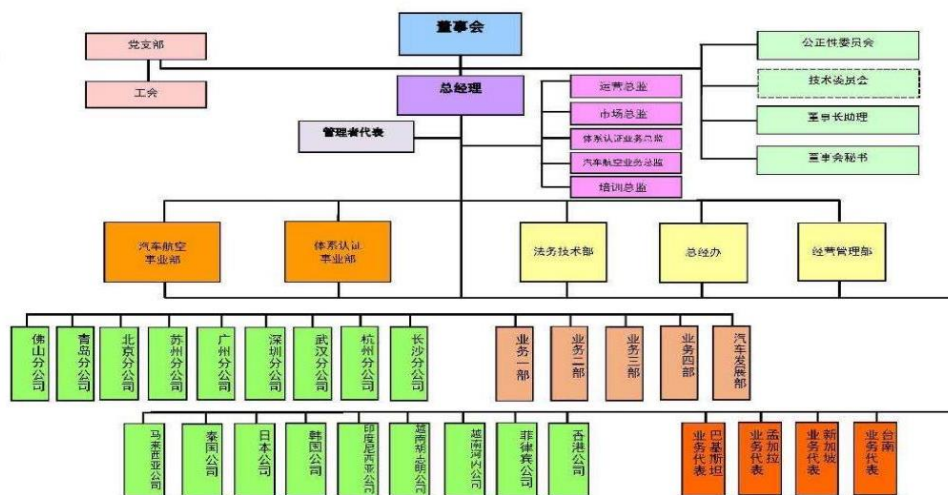 董事会
党支部
工会
总经理
管理者代表
运营总监
市场总监
体系认证业务总监
汽车航空业务总监
培训总监
公正性委员会
技术委员会
董事长助理
董事会秘书
汽车航空
事业部
体系认证
事业部
法务技术部
总经办
经营管理部
佛山分公司
青岛分公司
北京分公司
苏州分公司
广州分公司
深圳分公司
武汉分公司
杭州分公司
长沙分公司
业务一部
业务二部
业务三部
业务四部
汽车发展部
马来西亚公司
泰国公司
日本公司
韩国公司
印度尼西亚公司
越南胡志明公司
越南河内公司
菲律宾公司
香港公司
巴基斯坦
业务代表
孟加拉
业务代表
新加坡
业务代表
台南
业务代表